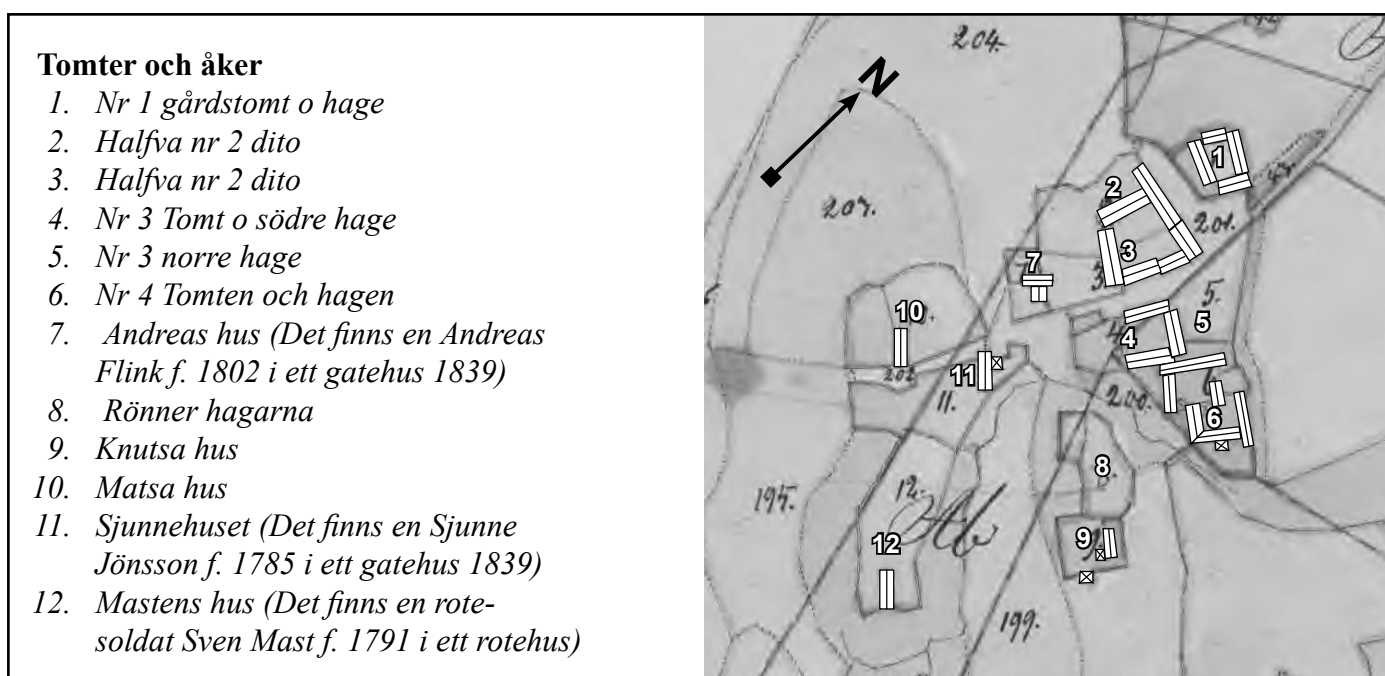 Tomter och åker
1. Nr 1 gårdstomt o hage
2. Halfva nr 2 dito
3. Halfva nr 2 dito
4. Nr 3 Tomt o södre hage
5. Nr 3 norre hage
6. Nr 4 Tomten och hagen
7. Andreas hus (Det finns en Andreas
Flink f. 1802 i ett gatehus 1839)
8. Rönner hagarna
9. Knutsa hus
10. Matsa hus
11. Sjunnehuset (Det finns en Sjunne
Jönsson f. 1785 i ett gatehus 1839)
12. Mastens hus (Det finns en rote-
soldat Sven Mast f. 1791 i ett rotehus)
204.
N
1
2
203.
201.
3
7
3.
5.
10
4
5
11
202
11.
200.
6
8
12.
195.
12
9
199.